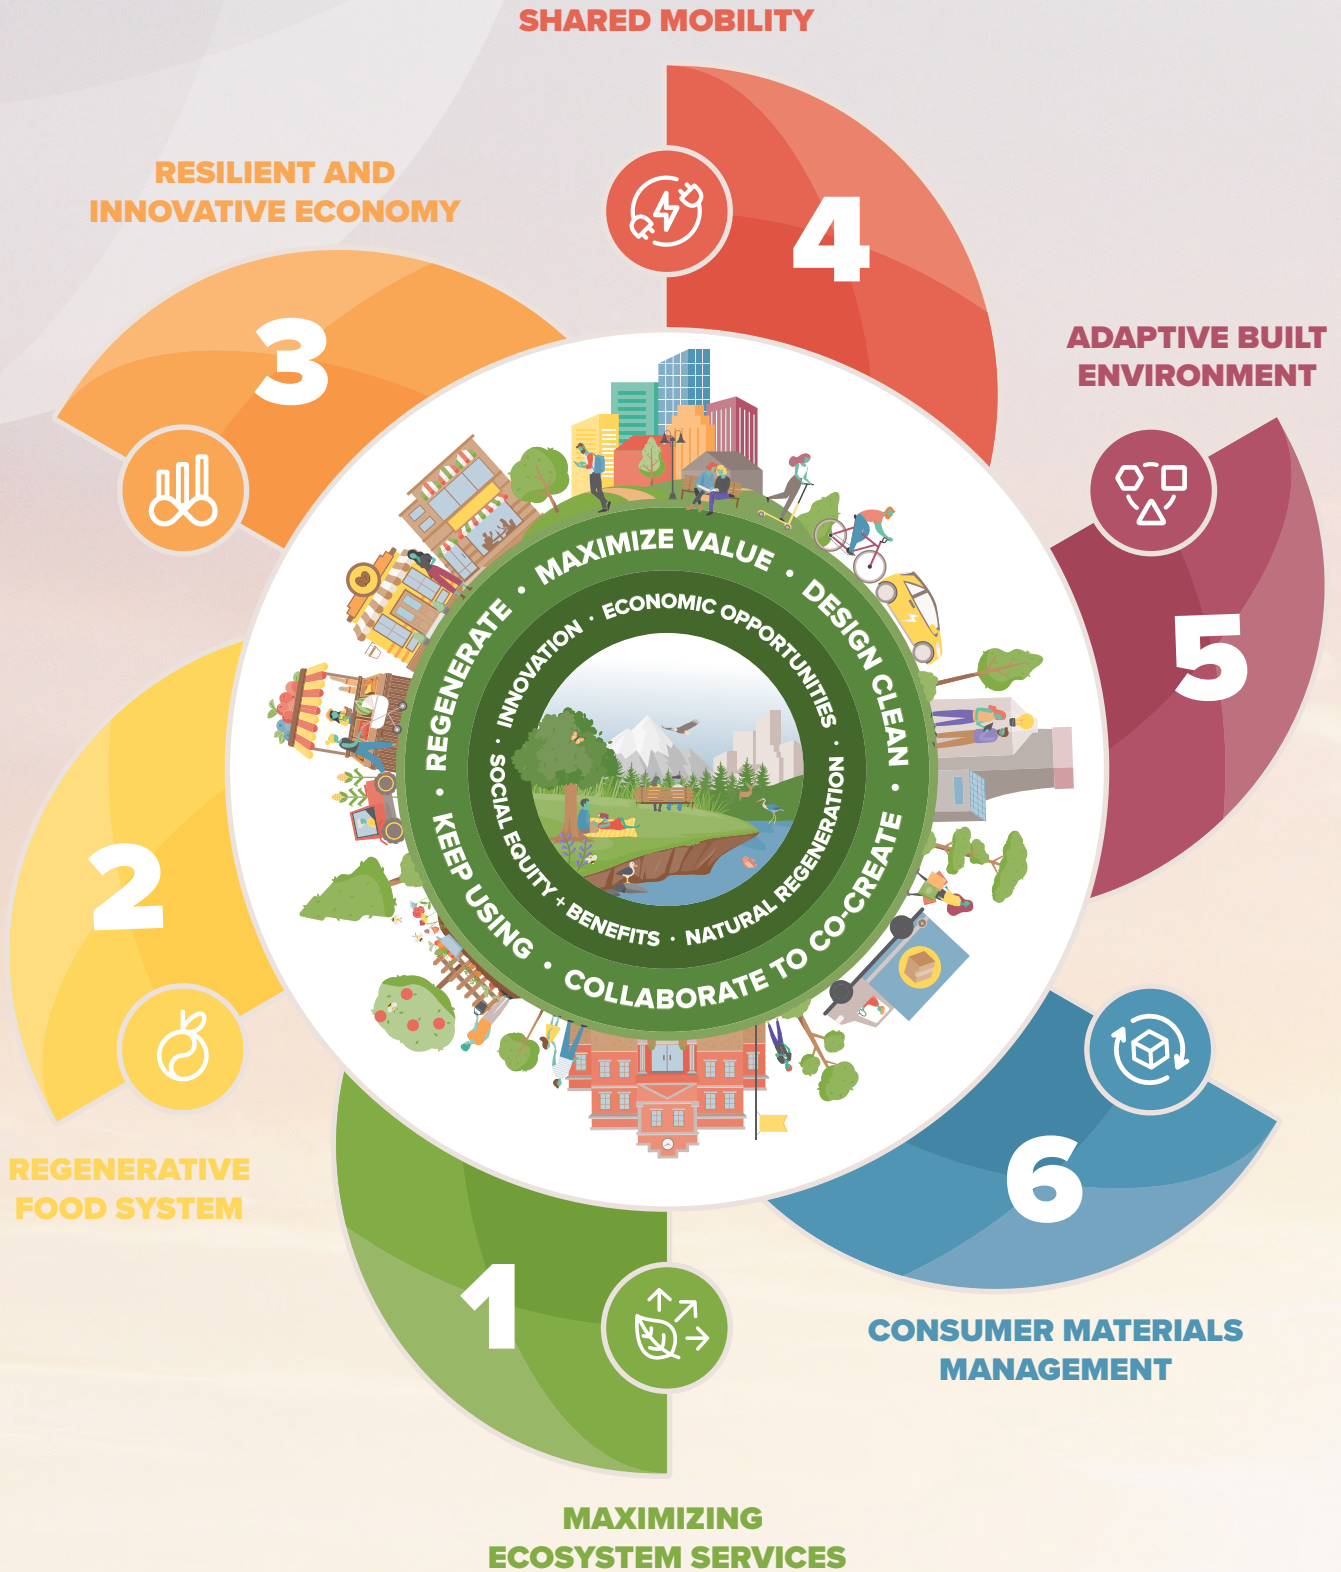 SHARED MOBILITY
4
RESILIENT AND
INNOVATIVE ECONOMY
3
ADAPTIVE BUILT
ENVIRONMENT
5
2
REGENERATIVE
FOOD SYSTEM
6
CONSUMER MATERIALS
MANAGEMENT
1
MAXIMIZING
ECOSYSTEM SERVICES
REGENERATE • MAXIMIZE VALUE • DESIGN CLEAN •
KEEP USING • COLLABORATE TO CO-CREATE •
INNOVATION · ECONOMIC OPPORTUNITIES ·
SOCIAL EQUITY + BENEFITS · NATURAL REGENERATION ·